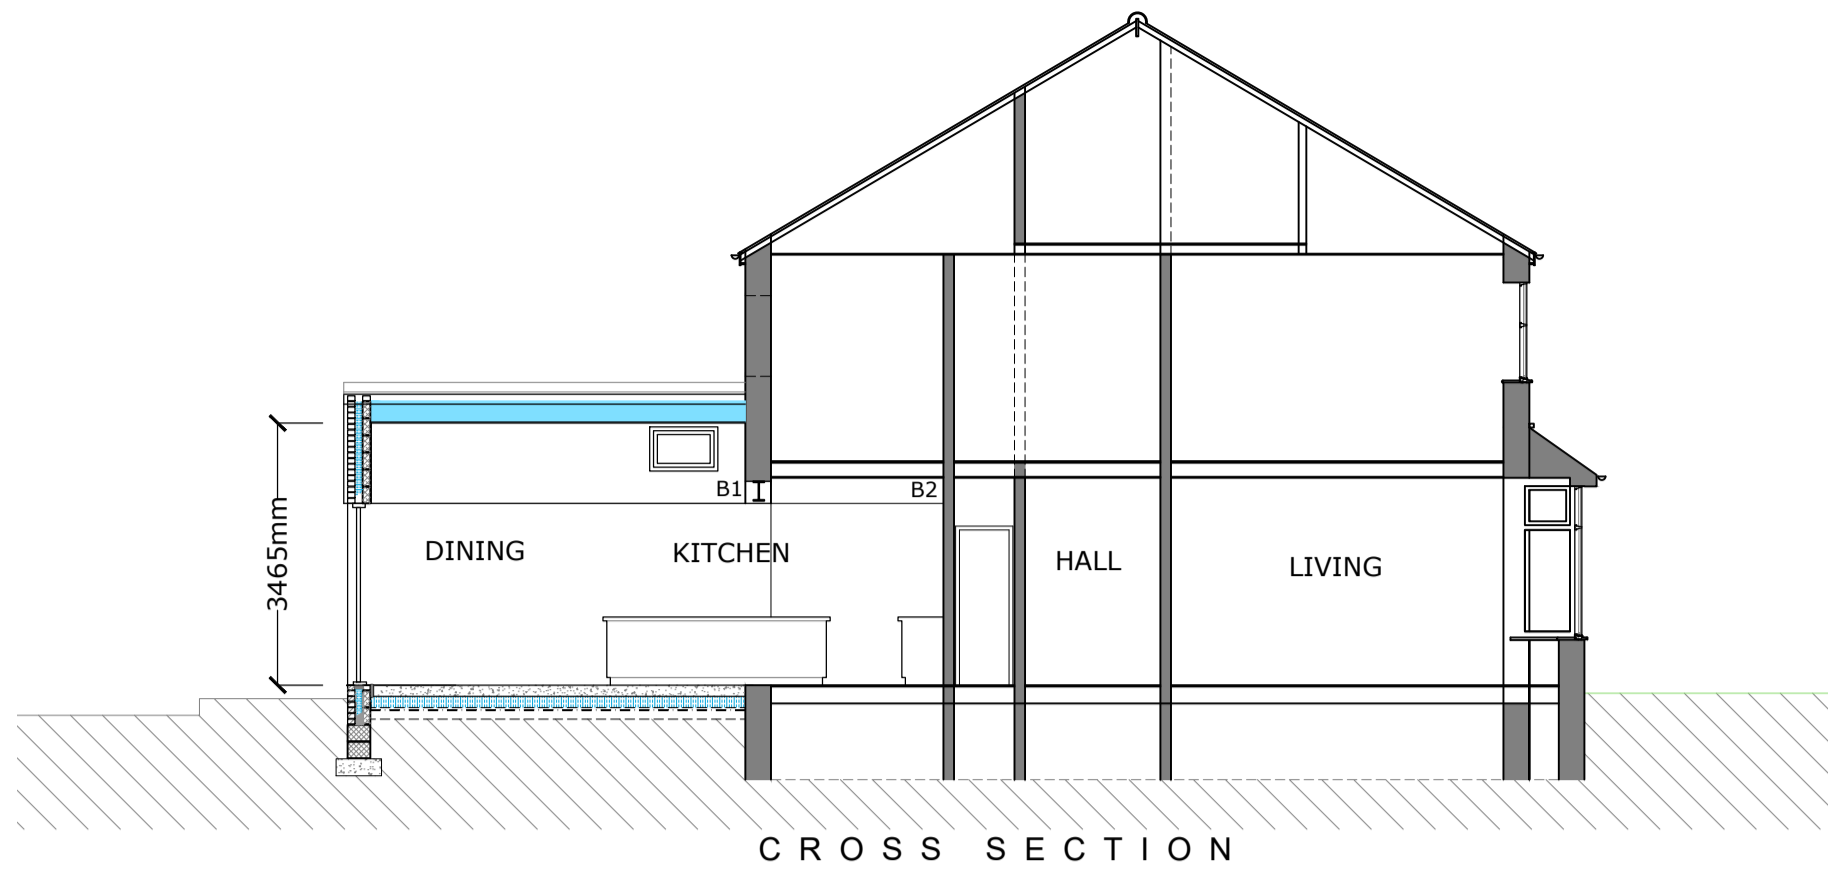 B1
B2
3465mm
DINING
KITCHEN
HALL
LIVING
CROSS SECTION